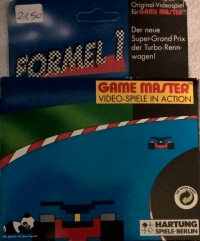 Original-Videospiel
für GAME MASTER
2150
Der neue
Super-Grand Prix
der Turbo-Renn-
wagen!
FORMEL 1
GAME MASTER
VIDEO-SPIELE IN ACTION
HARTUNG
SPIELE·BERLIN